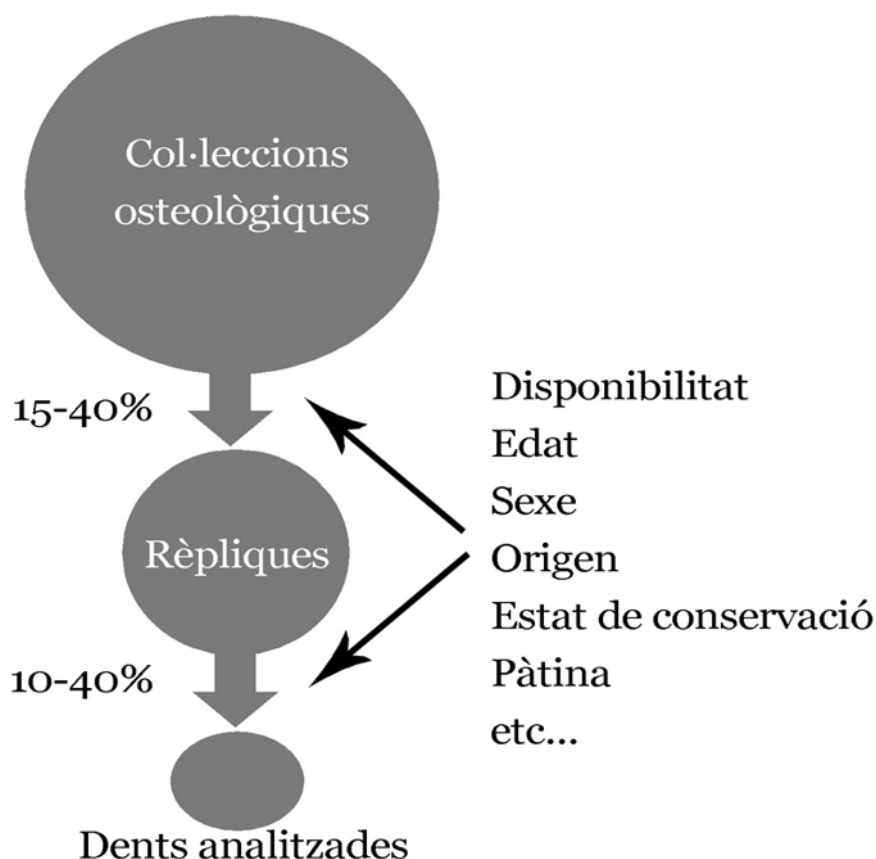 Col·leccions
osteològiques
15-40%
Rèpliques
10-40%
Dents analitzades
Disponibilitat
Edat
Sexe
Origen
Estat de conservació
Pàtina
etc...